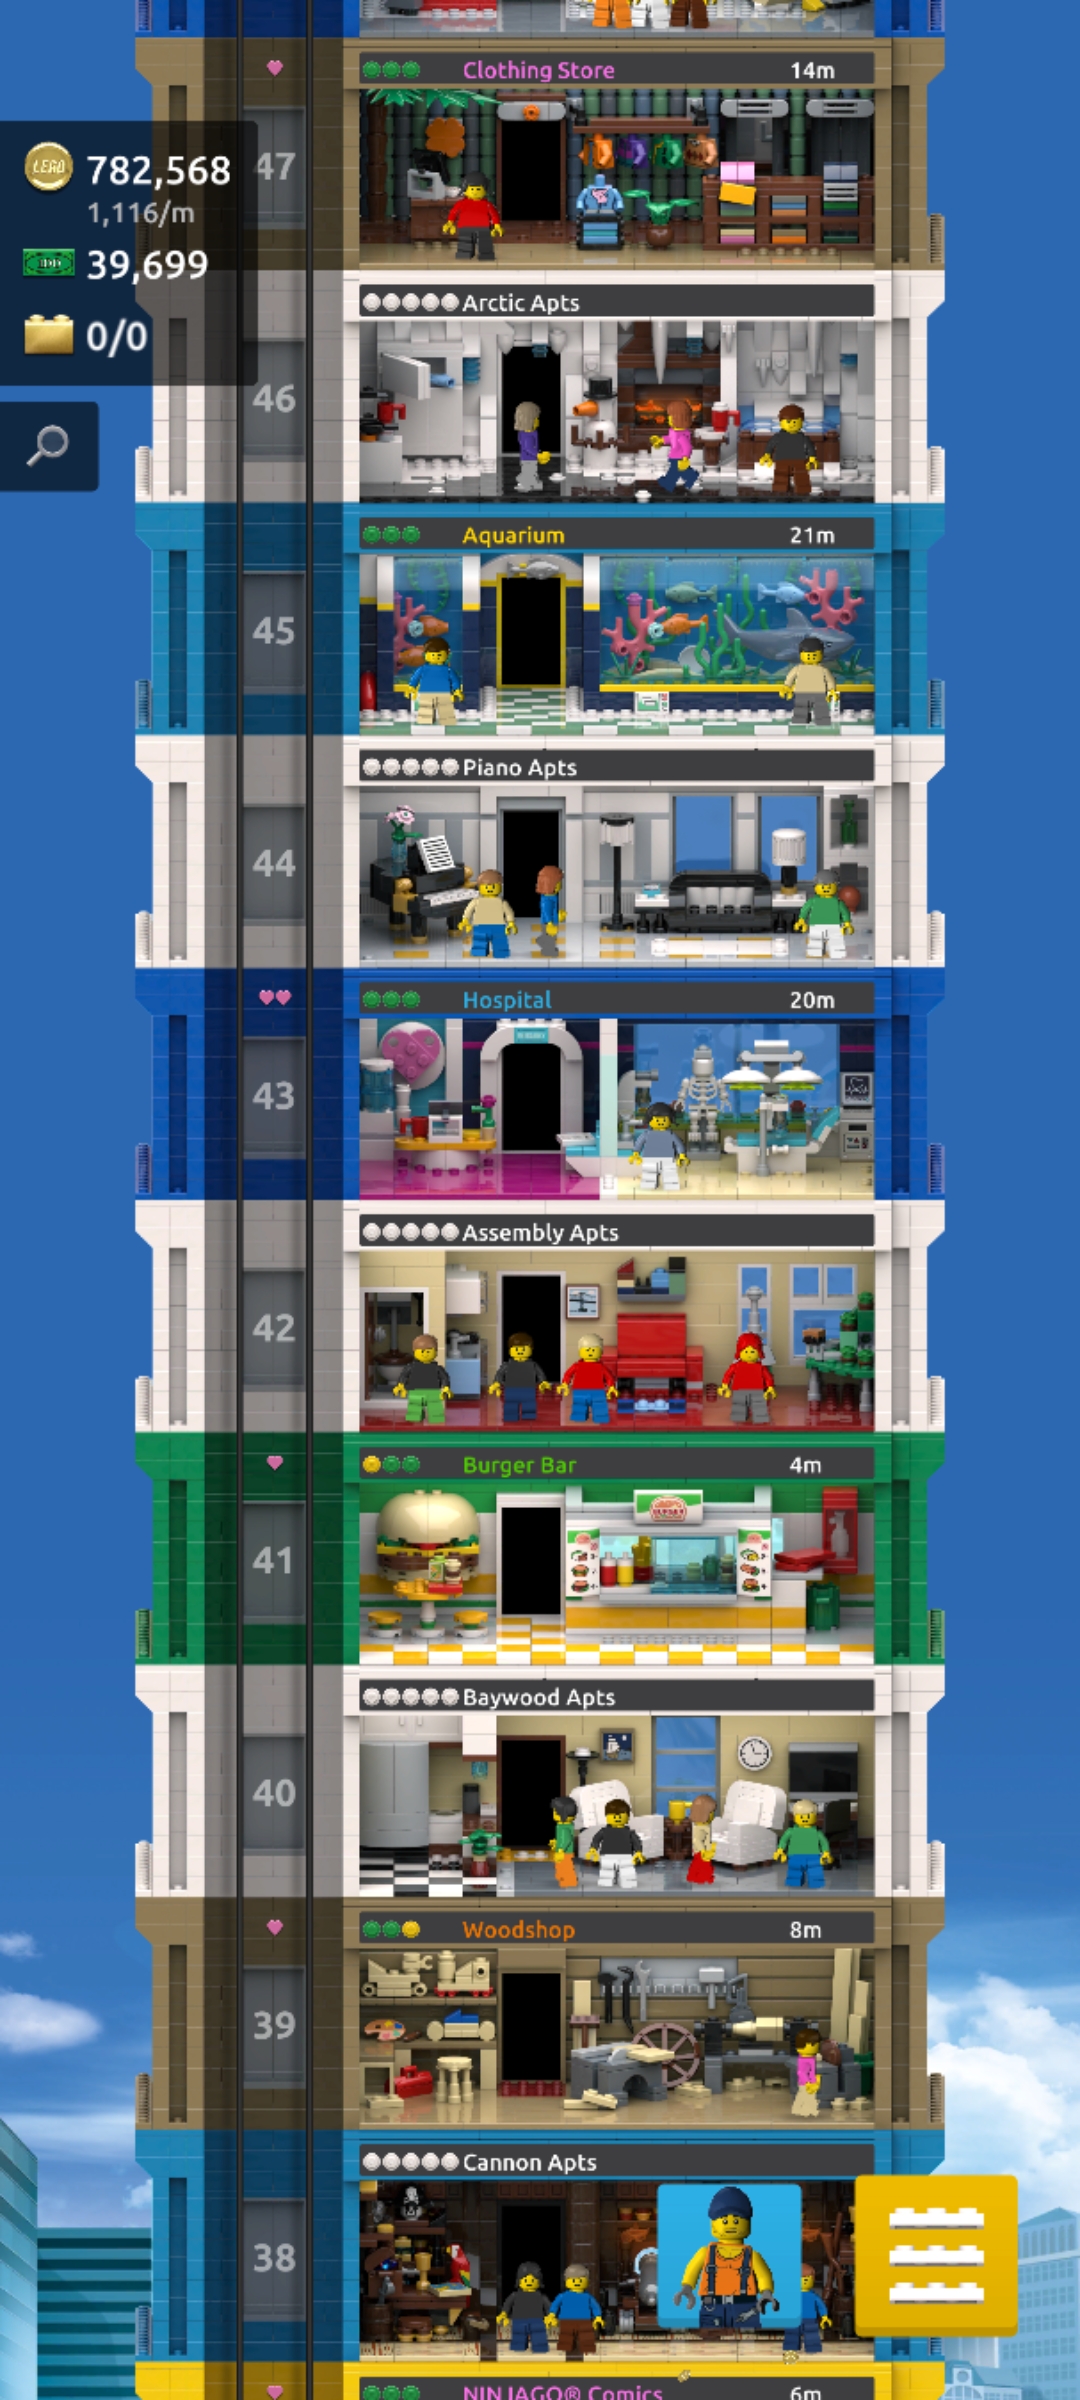 Clothing Store 14m
47
LEGO 782,568
1,116/m
39,699
0/0
Arctic Apts
46
Aquarium 21m
45
Piano Apts
44
Hospital 20m
43
Assembly Apts
42
Burger Bar 4m
41
Baywood Apts
40
Woodshop 8m
39
Cannon Apts
38
NINJAGO® Comics 6m